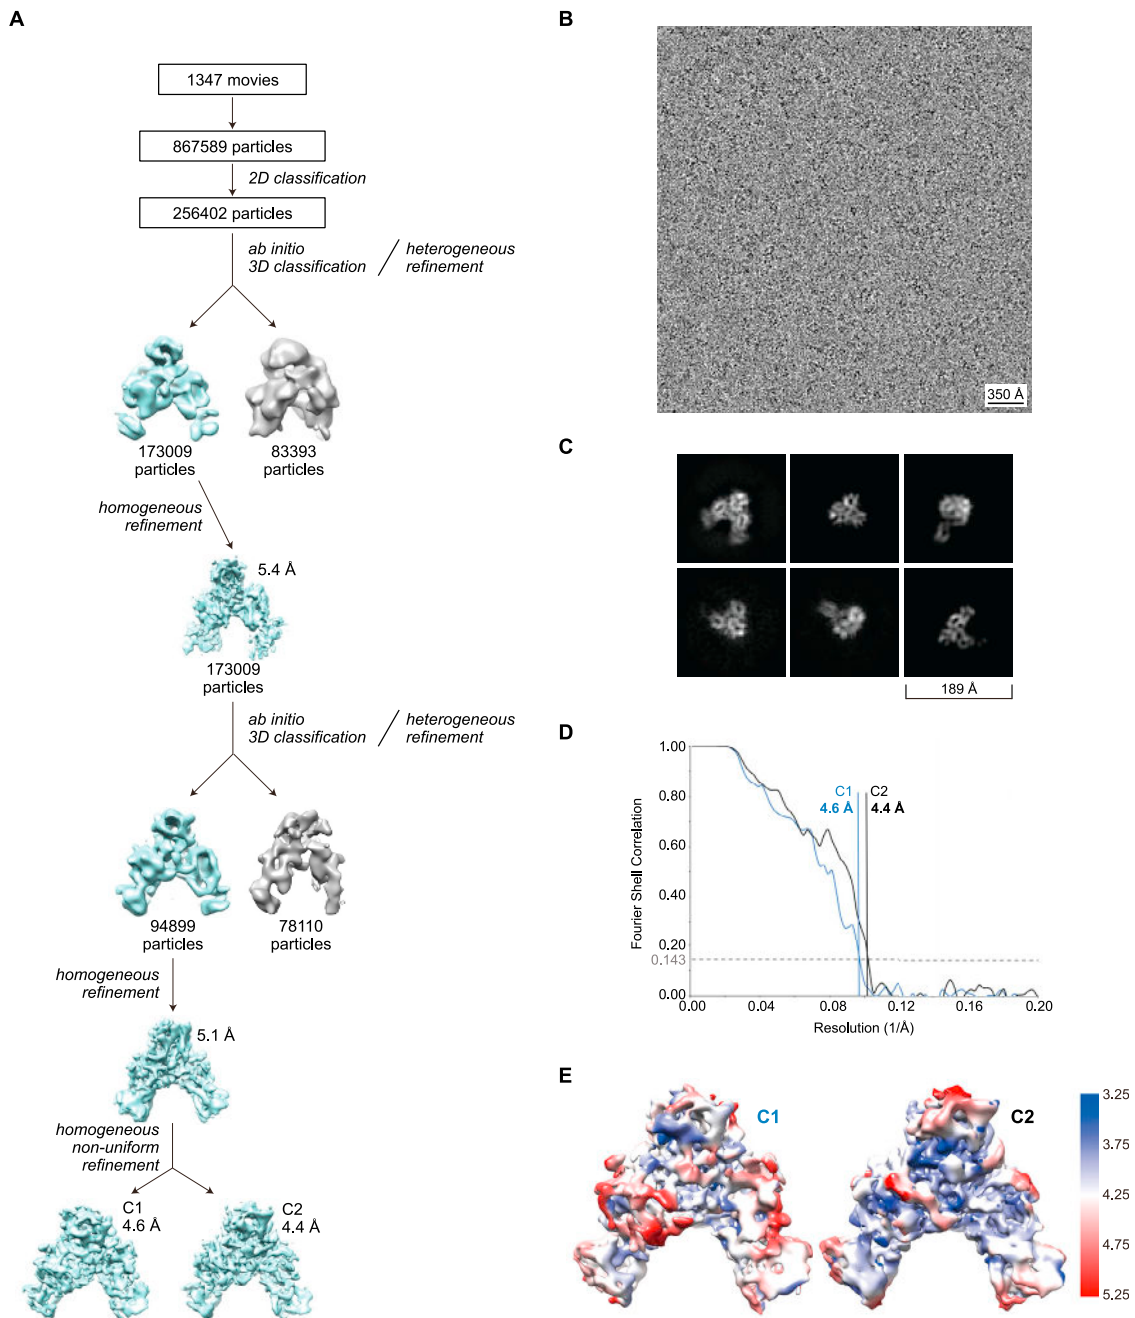 A
1347 movies
867589 particles
2D classification
256402 particles
ab initio
3D classification
heterogeneous
refinement
173009
particles
83393
particles
homogeneous
refinement
5.4 Å
173009
particles
ab initio
3D classification
heterogeneous
refinement
94899
particles
78110
particles
homogeneous
refinement
5.1 Å
homogeneous
non-uniform
refinement
C1
4.6 Å
C2
4.4 Å
B
350 Å
C
189 Å
D
1.00
0.80
0.60
0.40
0.20
0.143
0.00
Fourier Shell Correlation
C1
4.6 Å
C2
4.4 Å
0.00
0.04
0.08
0.12
0.16
0.20
Resolution (1/Å)
E
C1
C2
3.25
3.75
4.25
4.75
5.25